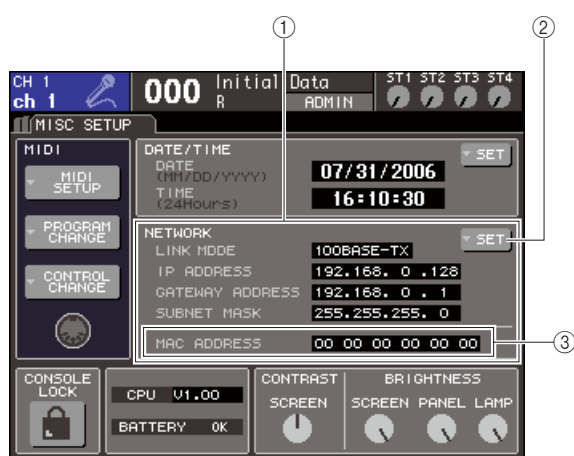 ① ②
CH 1
ch 1
000
Initial Data
R
ADMIN
ST1 ST2 ST3 ST4
MISC SETUP
MIDI
MIDI SETUP
PROGRAM CHANGE
CONTROL CHANGE
DATE/TIME
SET
DATE
(MM/DD/YYYY)
07/31/2006
TIME
(24Hours)
16:10:30
NETWORK
SET
LINK MODE 100BASE-TX
IP ADDRESS 192.168. 0 .128
GATEWAY ADDRESS 192.168. 0 . 1
SUBNET MASK 255.255.255. 0
MAC ADDRESS 00 00 00 00 00 00
③
CONSOLE LOCK
CPU V1.00
BATTERY OK
CONTRAST
SCREEN
BRIGHTNESS
SCREEN PANEL LAMP